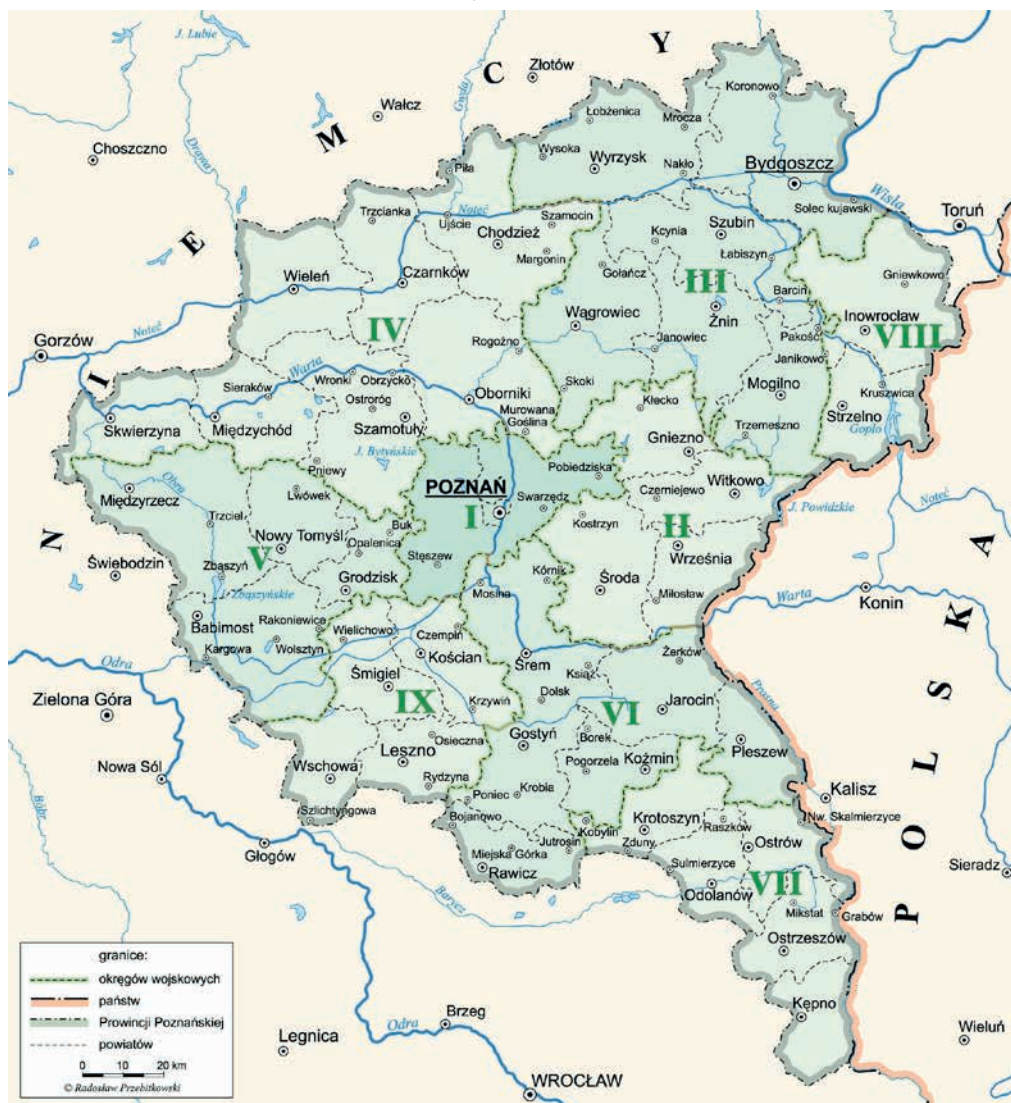 J. Lubie
Złotów
C
Y
Koronowo
Wałcz
Gwda
Łobżenica
M
Mrocza
Choszczno
Drawa
Wysoka
Wyrzysk
Nakło
Bydgoszcz
Piła
Wisła
Solec kujawski
Toruń
Trzcianka
Noteć
Ujście
Szamocin
Chodzież
Kcynia
Szubin
E
Margonin
Gołańcz
Łabiszyn
Gniewkowo
Wieleń
Czarnków
III
Barcin
Żnin
Noteć
IV
Wągrowiec
Inowrocław
VIII
Pakość
Gorzów
Rogoźno
Janowiec
Janikowo
I
Warta
Wronki
Obrzycko
Sieraków
Skoki
Mogilno
Kruszwica
Ostroróg
Oborniki
Kłecko
Skwierzyna
Międzychód
Szamotuły
Murowana
Goślina
Strzelno
Gopło
Gniezno
Trzemeszno
Pniewy
J. Bytyńskie
Pobiedziska
Międzyrzecz
Obra
Lwówek
POZNAŃ
Czerniejewo
Witkowo
Swarzędz
J. Powidzkie
Noteć
Trzciel
Buk
I
Kostrzyn
II
N
Nowy Tomyśl
Opalenica
Września
A
V
Stęszew
Świebodzin
Zbąszyń
Grodzisk
Kórnik
Środa
J. Zbąszyńskie
Mosina
Miłosław
Warta
Konin
K
Babimost
Rakoniewice
Wielichowo
Czempiń
Kargowa
Wolsztyn
Kościan
Śrem
Żerków
Odra
Śmigiel
Książ
S
Zielona Góra
IX
Krzywiń
Dolsk
VI
Jarocin
Prosna
Osieczna
Gostyń
Borek
Pleszew
L
Nowa Sól
Wschowa
Leszno
Pogorzela
Koźmin
Rydzyna
Krobia
Kalisz
Poniec
Bóbr
Szlichtyngowa
Bojanowo
Kobylin
Krotoszyn
Raszków
Nw. Skalmierzyce
O
Głogów
Jutrosin
Zduny
Ostrów
Miejska Górka
Sulmierzyce
Sieradz
Rawicz
Odolanów
VII
Barycz
Mikstat
Grabów
P
Ostrzeszów
granice:
okręgów wojskowych
państw
Prowincji Poznańskiej
powiatów
0 10 20 km
© Radosław Przebitkowski
Kępno
Brzeg
Odra
Legnica
Wieluń
WROCŁAW